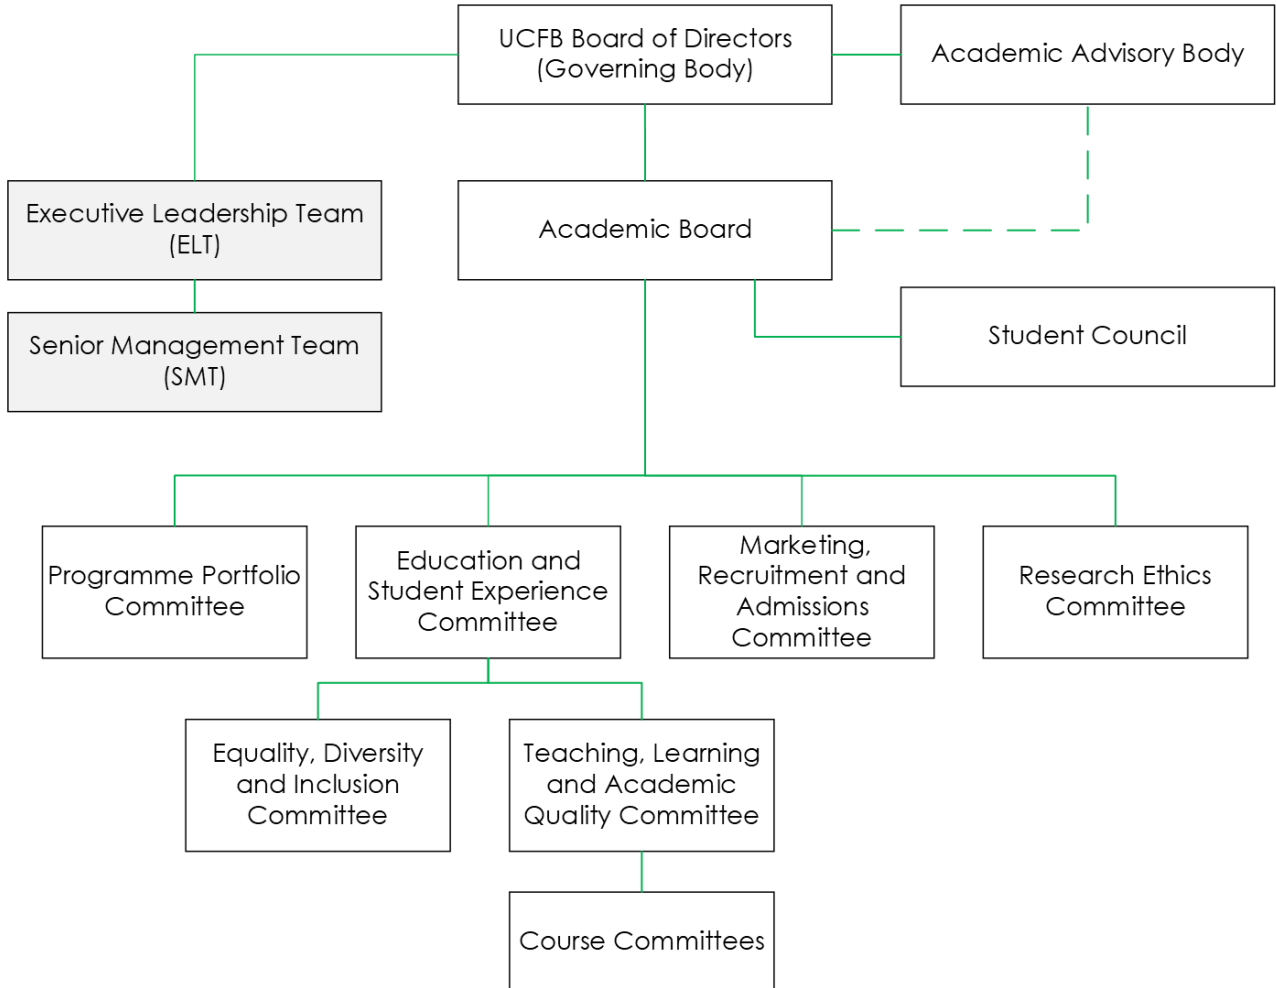 UCFB Board of Directors
(Governing Body)
Academic Advisory Body
Executive Leadership Team
(ELT)
Academic Board
Senior Management Team
(SMT)
Student Council
Programme Portfolio
Committee
Education and
Student Experience
Committee
Marketing,
Recruitment and
Admissions
Committee
Research Ethics
Committee
Equality, Diversity
and Inclusion
Committee
Teaching, Learning
and Academic
Quality Committee
Course Committees